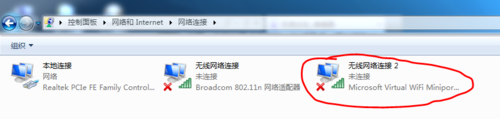 控制面板 ▸ 网络和 Internet ▸ 网络连接 ▸
组织 ▾
本地连接
网络
Realtek PCIe FE Family Control...
无线网络连接
未连接
Broadcom 802.11n 网络适配器
无线网络连接 2
未连接
Microsoft Virtual WiFi Minipor...